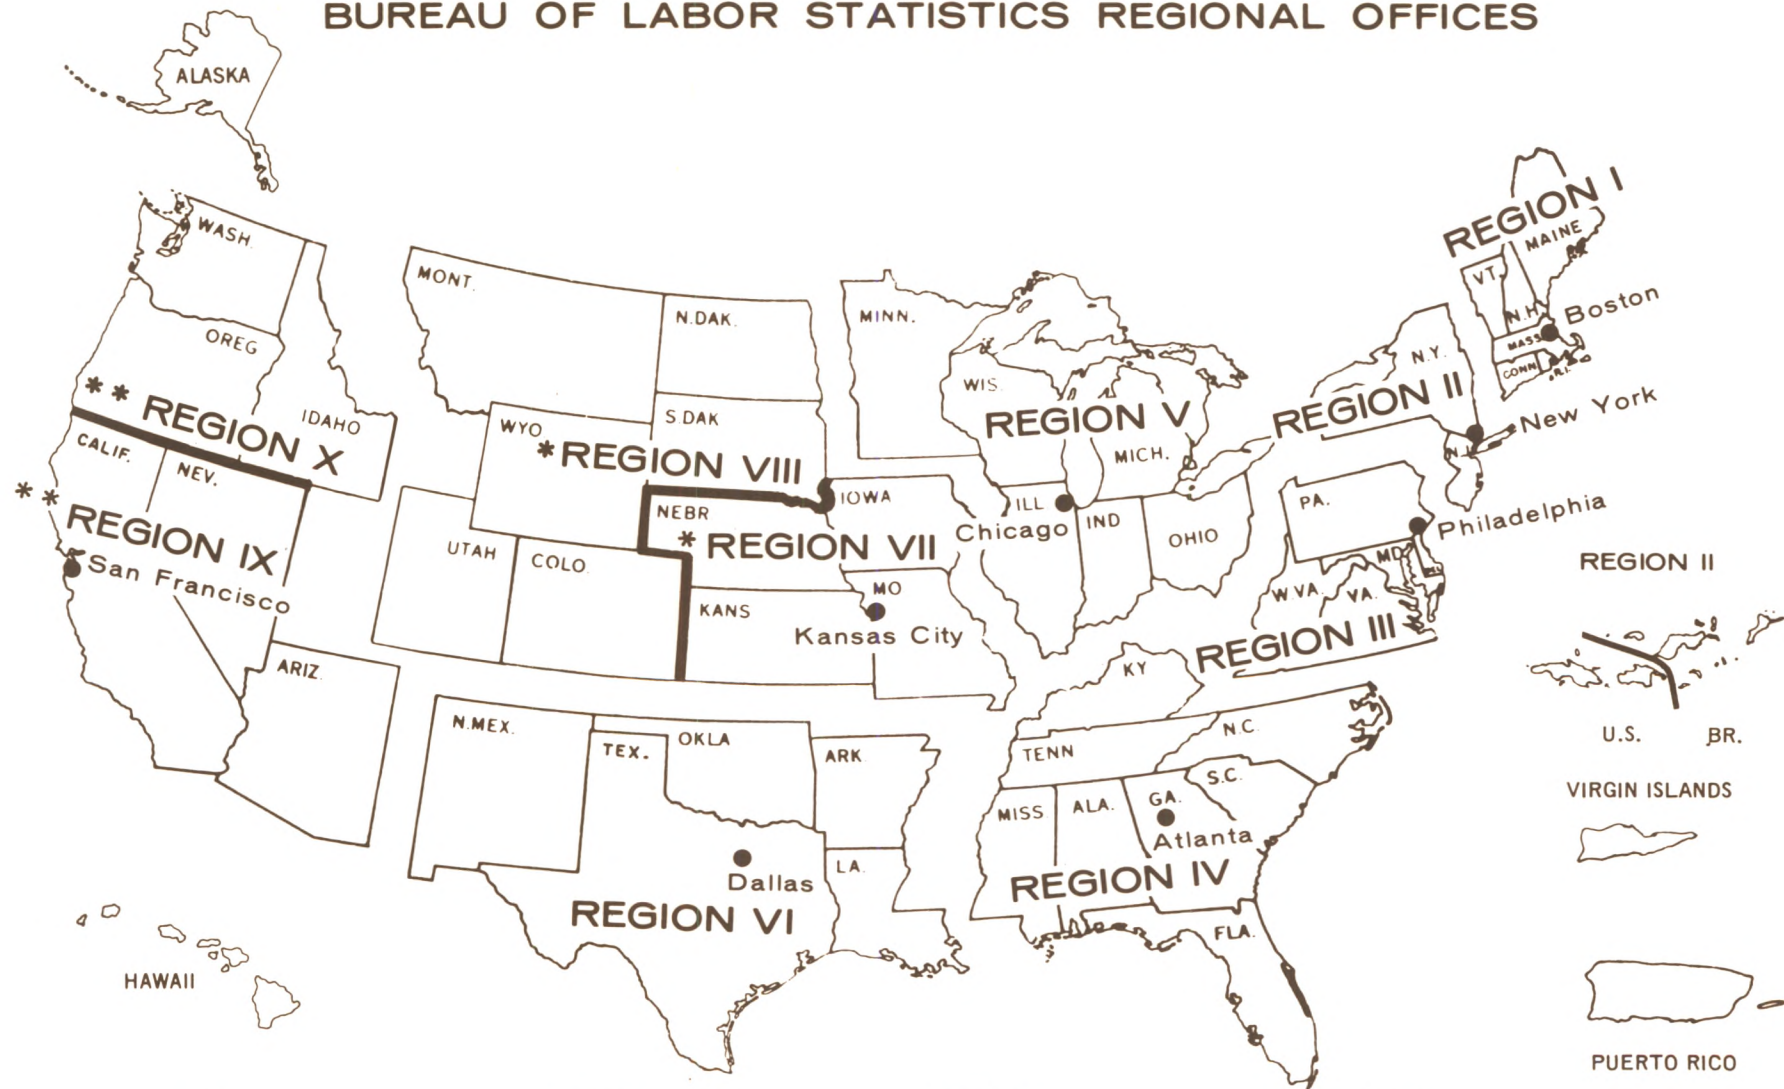 BUREAU OF LABOR STATISTICS REGIONAL OFFICES
ALASKA
REGION I
MAINE
WASH.
VT.
MONT.
N.H.
Boston
N.DAK.
MINN.
OREG
MASS
N.Y.
CONN
R.I.
WIS.
** REGION X
IDAHO
WYO
S.DAK
REGION V
REGION II
New York
CALIF.
NEV.
*REGION VIII
MICH.
N.J.
**
REGION IX
IOWA
ILL
PA.
NEBR
Chicago
IND
OHIO
Philadelphia
UTAH
COLO.
* REGION VII
MD.
REGION II
San Francisco
MO
W.VA.
VA.
KANS
Kansas City
REGION III
ARIZ.
KY
N.MEX.
TEX.
OKLA
ARK
TENN
N.C.
U.S.
BR.
S.C.
VIRGIN ISLANDS
MISS
ALA.
GA.
Atlanta
Dallas
LA.
REGION IV
REGION VI
FLA.
HAWAII
PUERTO RICO